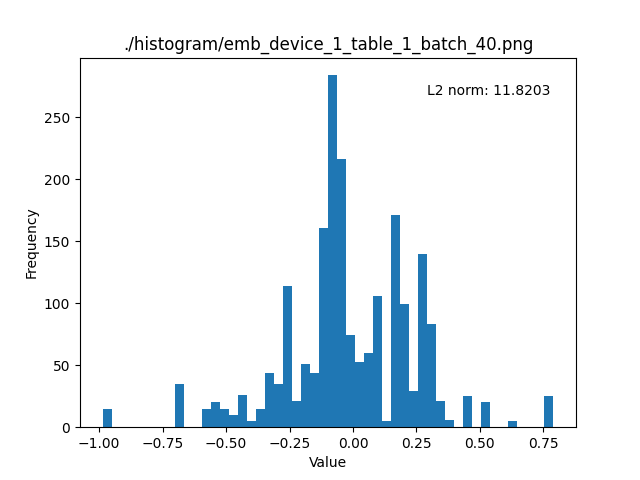 ./histogram/emb_device_1_table_1_batch_40.png
L2 norm: 11.8203
250
200
150
100
50
0
Frequency
−1.00 −0.75 −0.50 −0.25 0.00 0.25 0.50 0.75
Value